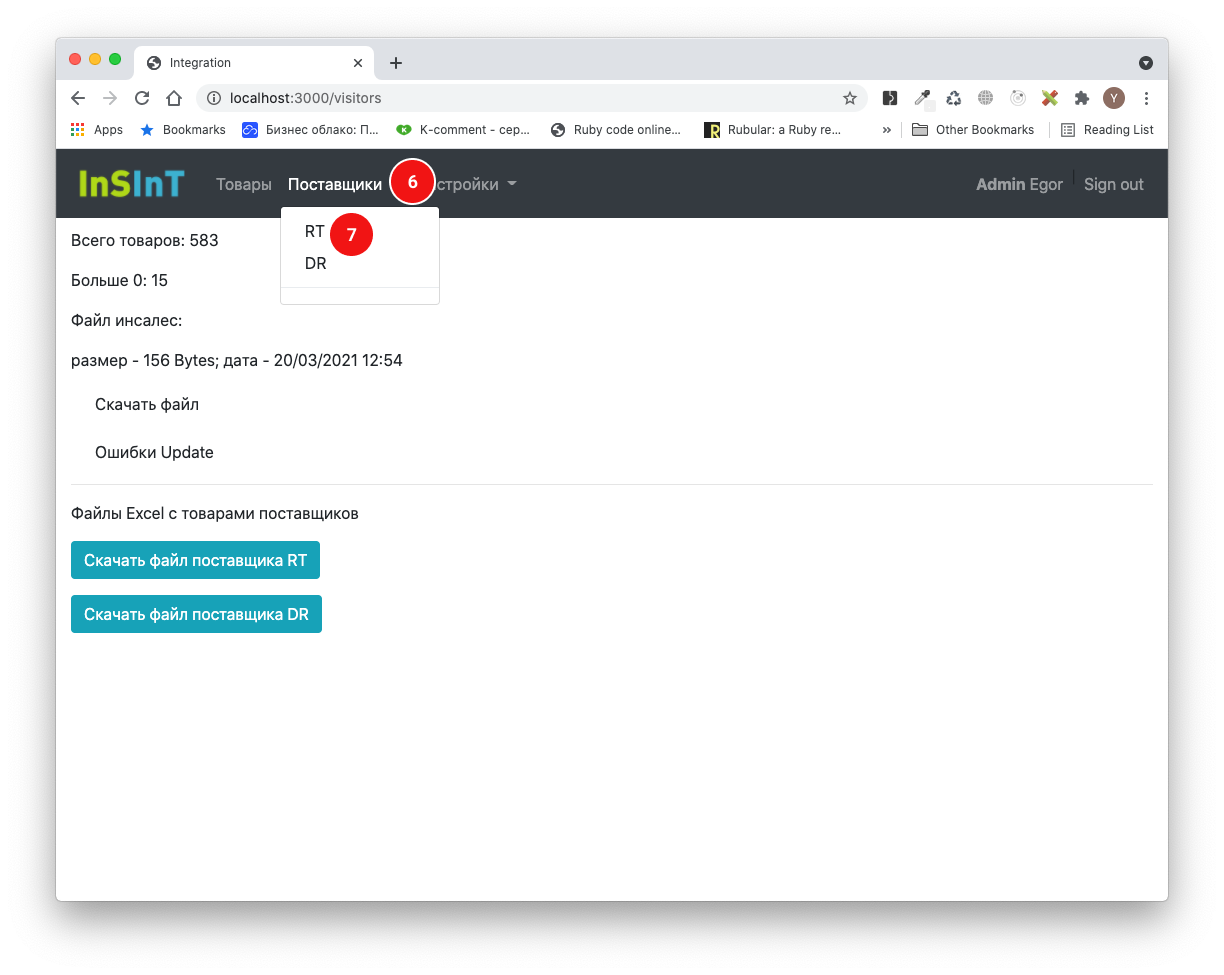 Integration
localhost:3000/visitors
Y
Apps Bookmarks Бизнес облако: П... K-comment - сер... Ruby code online... Rubular: a Ruby re... » Other Bookmarks Reading List
InSInT Товары Поставщики 6 стройки Admin Egor Sign out
RT 7
DR
Всего товаров: 583
Больше 0: 15
Файл инсалес:
размер - 156 Bytes; дата - 20/03/2021 12:54
Скачать файл
Ошибки Update
Файлы Excel с товарами поставщиков
Скачать файл поставщика RT
Скачать файл поставщика DR